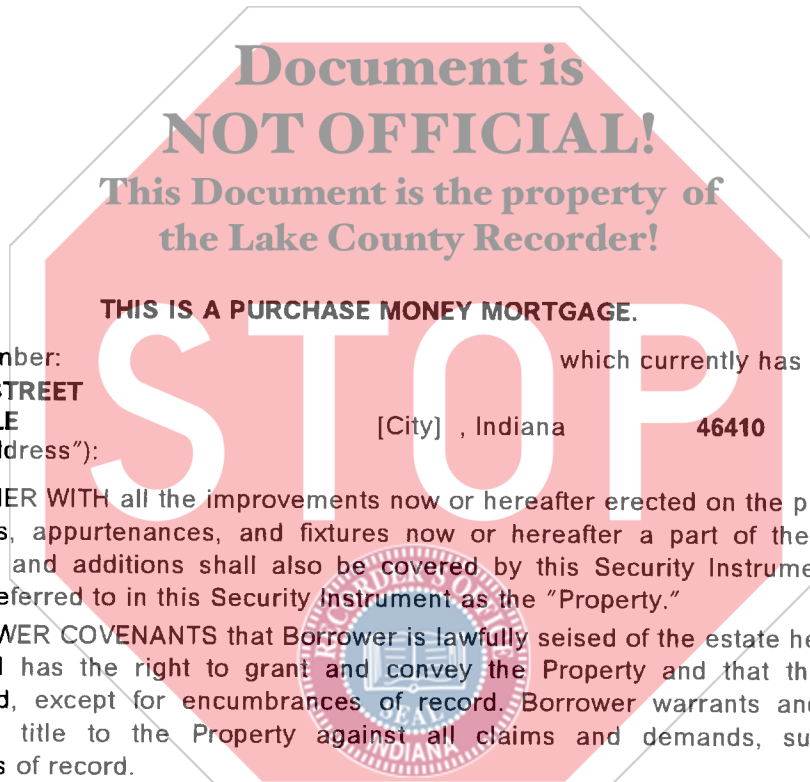 Document is
NOT OFFICIAL!
This Document is the property of
the Lake County Recorder!
THIS IS A PURCHASE MONEY MORTGAGE.
STOP
nber: which currently has
STREET
LE [City] , Indiana 46410
dress"):
ER WITH all the improvements now or hereafter erected on the p
s, appurtenances, and fixtures now or hereafter a part of the
and additions shall also be covered by this Security Instrume
eferred to in this Security Instrument as the "Property."
WER COVENANTS that Borrower is lawfully seised of the estate he
d has the right to grant and convey the Property and that th
d, except for encumbrances of record. Borrower warrants and
title to the Property against all claims and demands, su
s of record.
SEAL
INDIANA